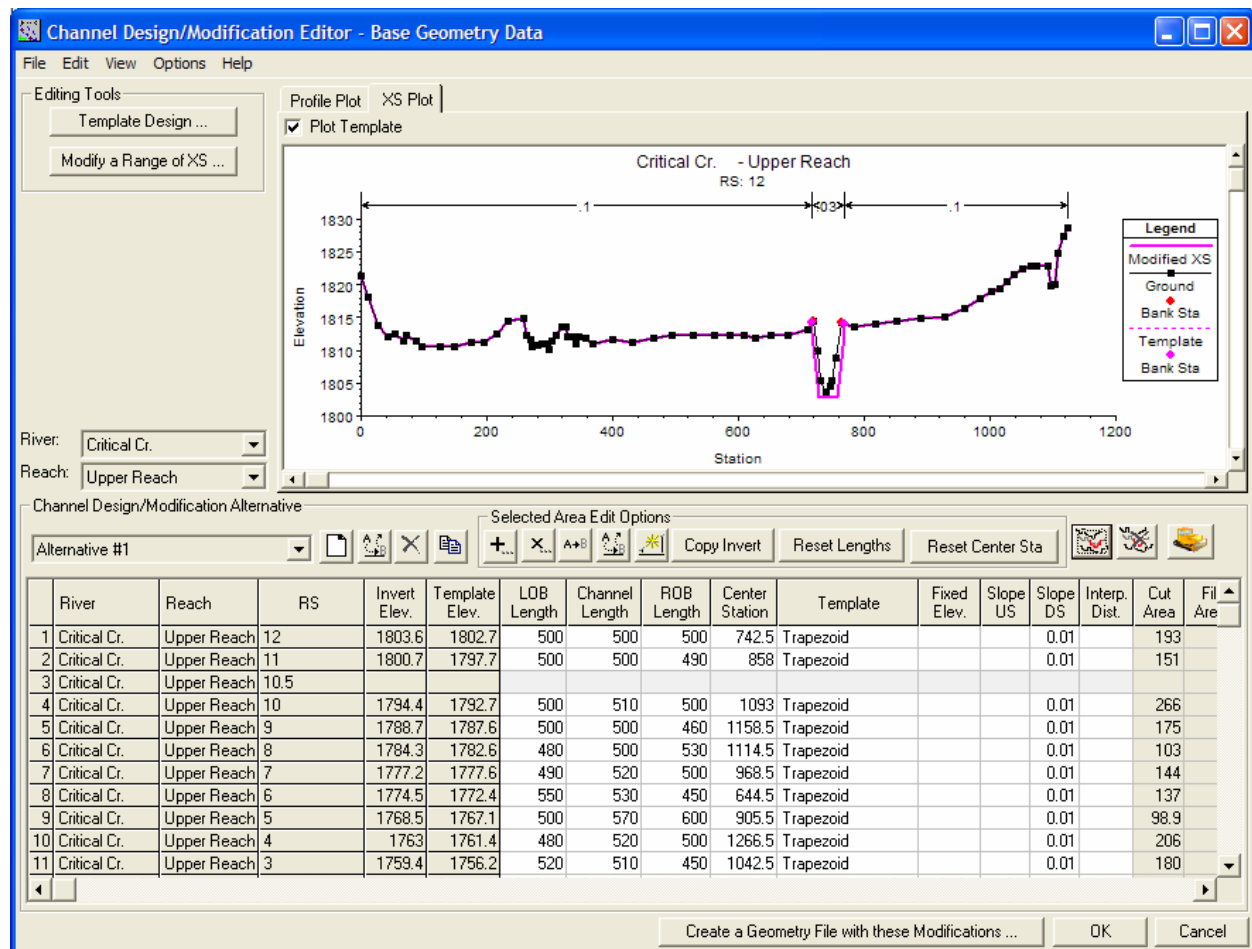 Channel Design/Modification Editor - Base Geometry Data
File Edit View Options Help
Editing Tools
Template Design ...
Modify a Range of XS ...
Profile Plot XS Plot
Plot Template
Critical Cr. - Upper Reach
RS: 12
.1 .03 .1
1830
1825
1820
1815
1810
1805
1800
Elevation
0 200 400 600 800 1000 1200
Station
Legend
Modified XS
Ground
Bank Sta
Template
Bank Sta
River: Critical Cr.
Reach: Upper Reach
Channel Design/Modification Alternative
Alternative #1
Selected Area Edit Options
+... X... A→B A B Copy Invert Reset Lengths Reset Center Sta
River Reach RS Invert Elev. Template Elev. LOB Length Channel Length ROB Length Center Station Template Fixed Elev. Slope US Slope DS Interp. Dist. Cut Area Fil Are
1 Critical Cr. Upper Reach 12 1803.6 1802.7 500 500 500 742.5 Trapezoid 0.01 193
2 Critical Cr. Upper Reach 11 1800.7 1797.7 500 500 490 858 Trapezoid 0.01 151
3 Critical Cr. Upper Reach 10.5
4 Critical Cr. Upper Reach 10 1794.4 1792.7 500 510 500 1093 Trapezoid 0.01 266
5 Critical Cr. Upper Reach 9 1788.7 1787.6 500 500 460 1158.5 Trapezoid 0.01 175
6 Critical Cr. Upper Reach 8 1784.3 1782.6 480 500 530 1114.5 Trapezoid 0.01 103
7 Critical Cr. Upper Reach 7 1777.2 1777.6 490 520 500 968.5 Trapezoid 0.01 144
8 Critical Cr. Upper Reach 6 1774.5 1772.4 550 530 450 644.5 Trapezoid 0.01 137
9 Critical Cr. Upper Reach 5 1768.5 1767.1 500 570 600 905.5 Trapezoid 0.01 98.9
10 Critical Cr. Upper Reach 4 1763 1761.4 480 520 500 1266.5 Trapezoid 0.01 206
11 Critical Cr. Upper Reach 3 1759.4 1756.2 520 510 450 1042.5 Trapezoid 0.01 180
Create a Geometry File with these Modifications ... OK Cancel